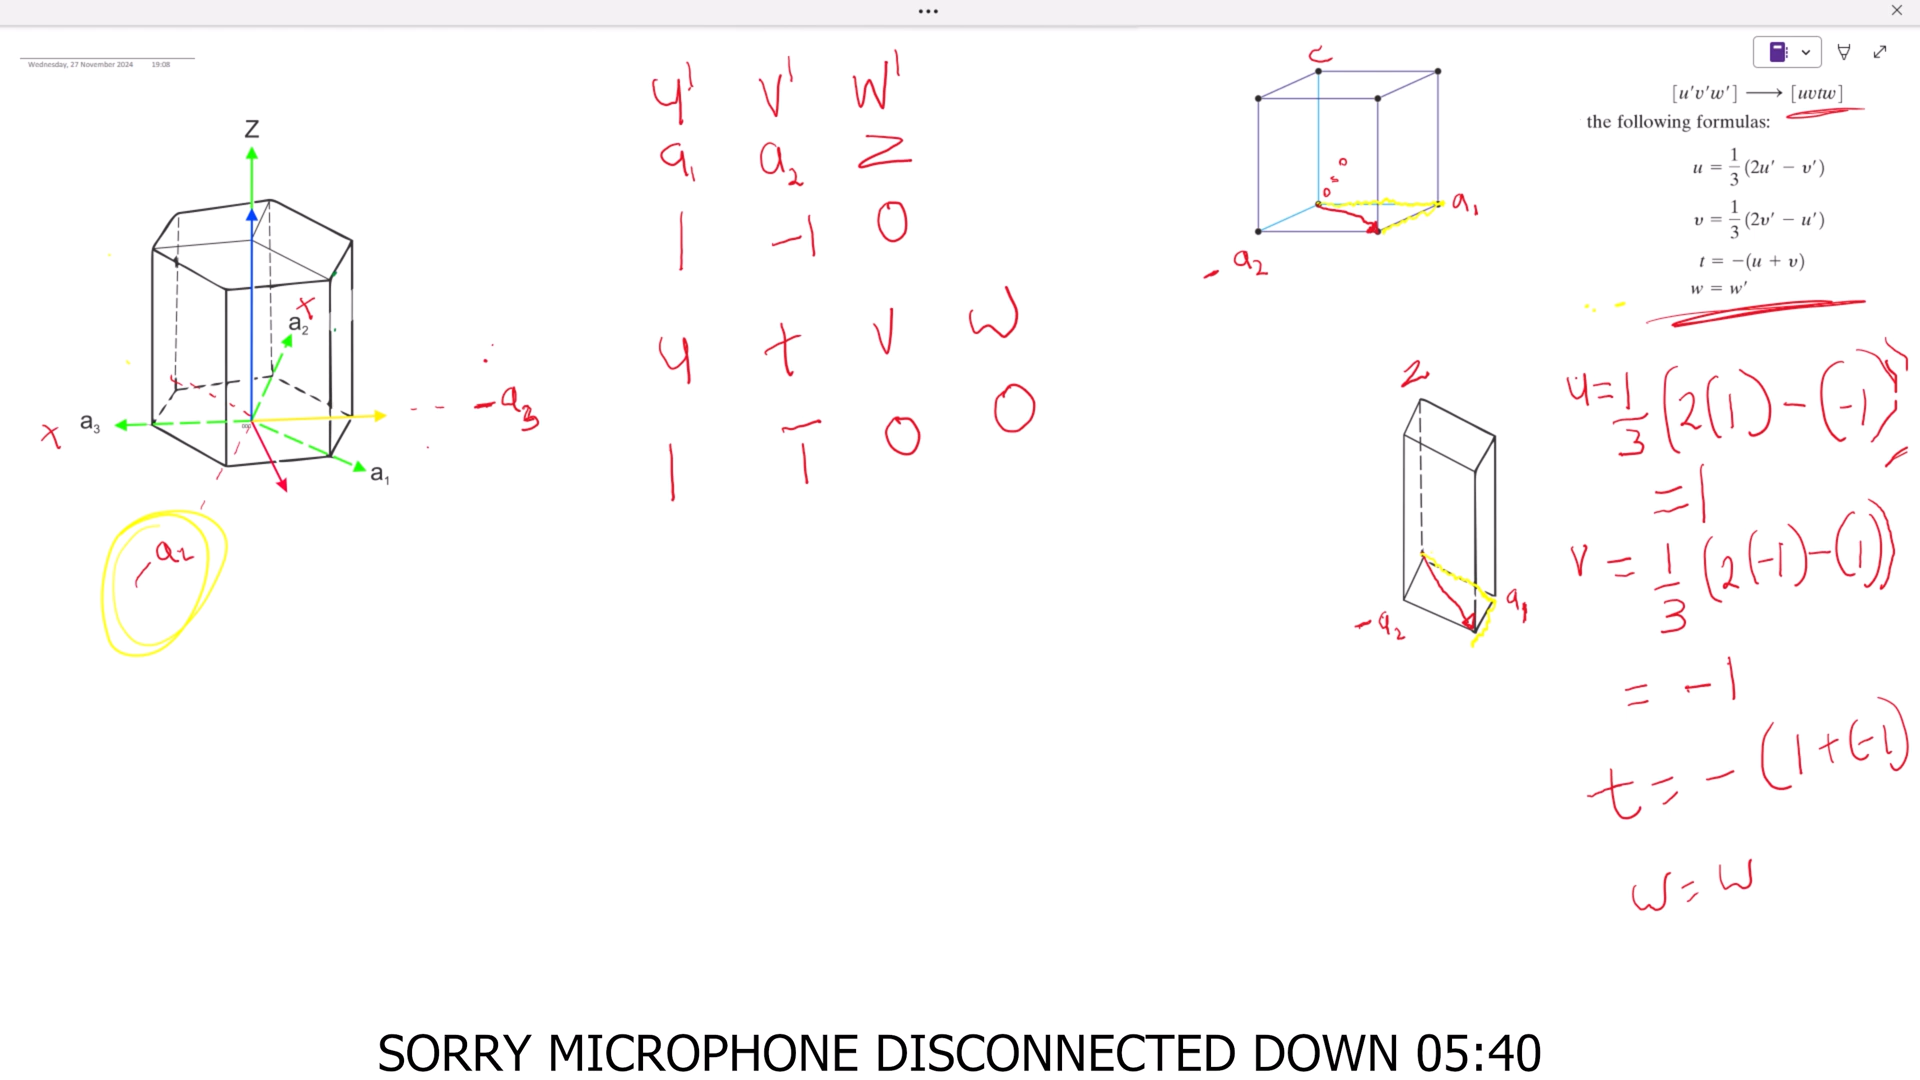 Wednesday, 27 November 2024 19:08
Z
a₂
x
a₃
x
a₁
000
-a₃
-a₂
u' v' w'
a₁ a₂ Z
1 -1 0
u t v w
1 1̅ 0 0
c
a₁
-a₂
[u'v'w'] ⟶ [uvtw]
the following formulas:
u = 1/3 (2u' − v')
v = 1/3 (2v' − u')
t = −(u + v)
w = w'
Z
a₁
-a₂
u = 1/3 (2(1) - (-1))
= 1
v = 1/3 (2(-1) - (1))
= -1
t = - (1 + (-1)
w = w
SORRY MICROPHONE DISCONNECTED DOWN 05:40